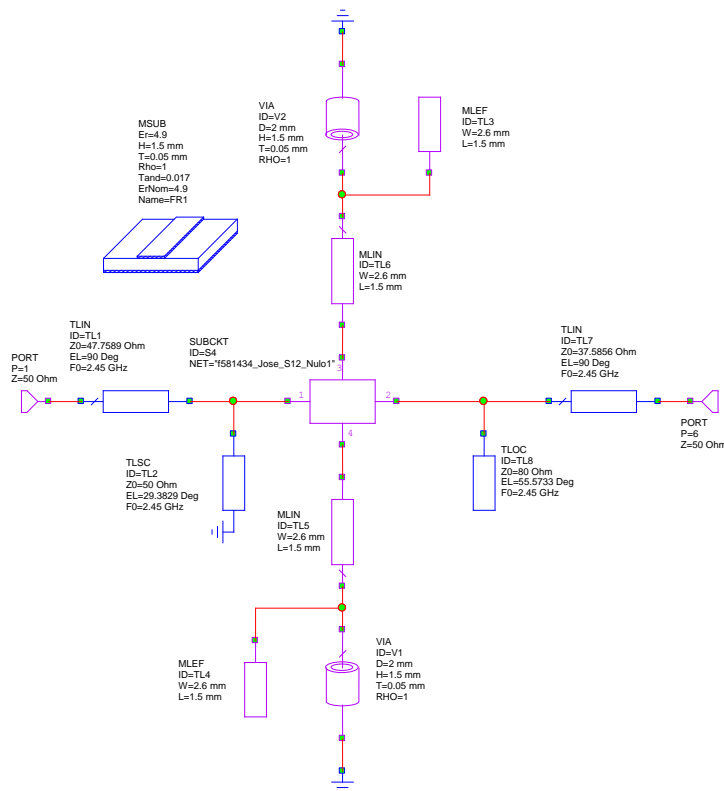 VIA
ID=V2
D=2 mm
H=1.5 mm
T=0.05 mm
RHO=1
MLEF
ID=TL3
W=2.6 mm
L=1.5 mm
MSUB
Er=4.9
H=1.5 mm
T=0.05 mm
Rho=1
Tand=0.017
ErNom=4.9
Name=FR1
MLIN
ID=TL6
W=2.6 mm
L=1.5 mm
PORT
P=1
Z=50 Ohm
TLIN
ID=TL1
Z0=47.7589 Ohm
EL=90 Deg
F0=2.45 GHz
SUBCKT
ID=S4
NET="f581434_Jose_S12_Nulo1"
3
1
2
4
TLIN
ID=TL7
Z0=37.5856 Ohm
EL=90 Deg
F0=2.45 GHz
PORT
P=6
Z=50 Ohm
TLSC
ID=TL2
Z0=50 Ohm
EL=29.3829 Deg
F0=2.45 GHz
TLOC
ID=TL8
Z0=80 Ohm
EL=55.5733 Deg
F0=2.45 GHz
MLIN
ID=TL5
W=2.6 mm
L=1.5 mm
MLEF
ID=TL4
W=2.6 mm
L=1.5 mm
VIA
ID=V1
D=2 mm
H=1.5 mm
T=0.05 mm
RHO=1